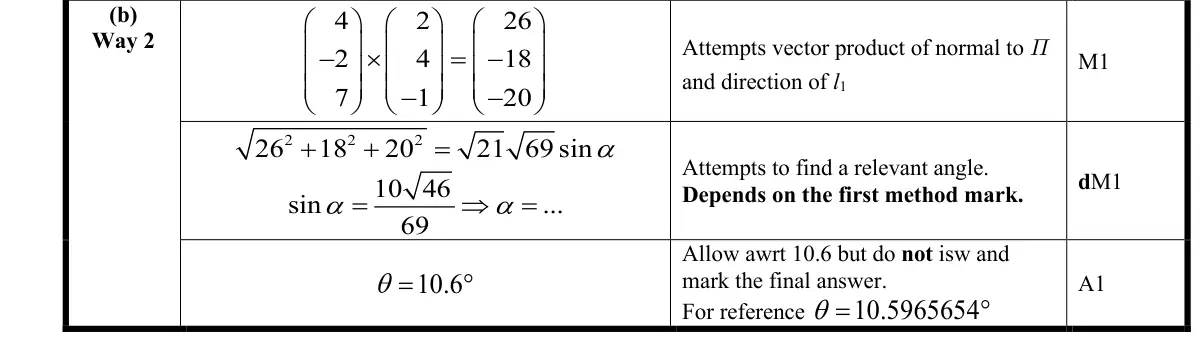 (b)
Way 2
( 4 ) ( 2 ) ( 26 )
( −2 ) × ( 4 ) = ( −18 )
( 7 ) ( −1 ) ( −20 )
Attempts vector product of normal to Π
and direction of l₁
M1
√26² + 18² + 20² = √21√69 sin α
sin α = 10√46 / 69 ⇒ α = ...
Attempts to find a relevant angle.
Depends on the first method mark.
dM1
θ = 10.6°
Allow awrt 10.6 but do not isw and
mark the final answer.
For reference θ = 10.5965654°
A1